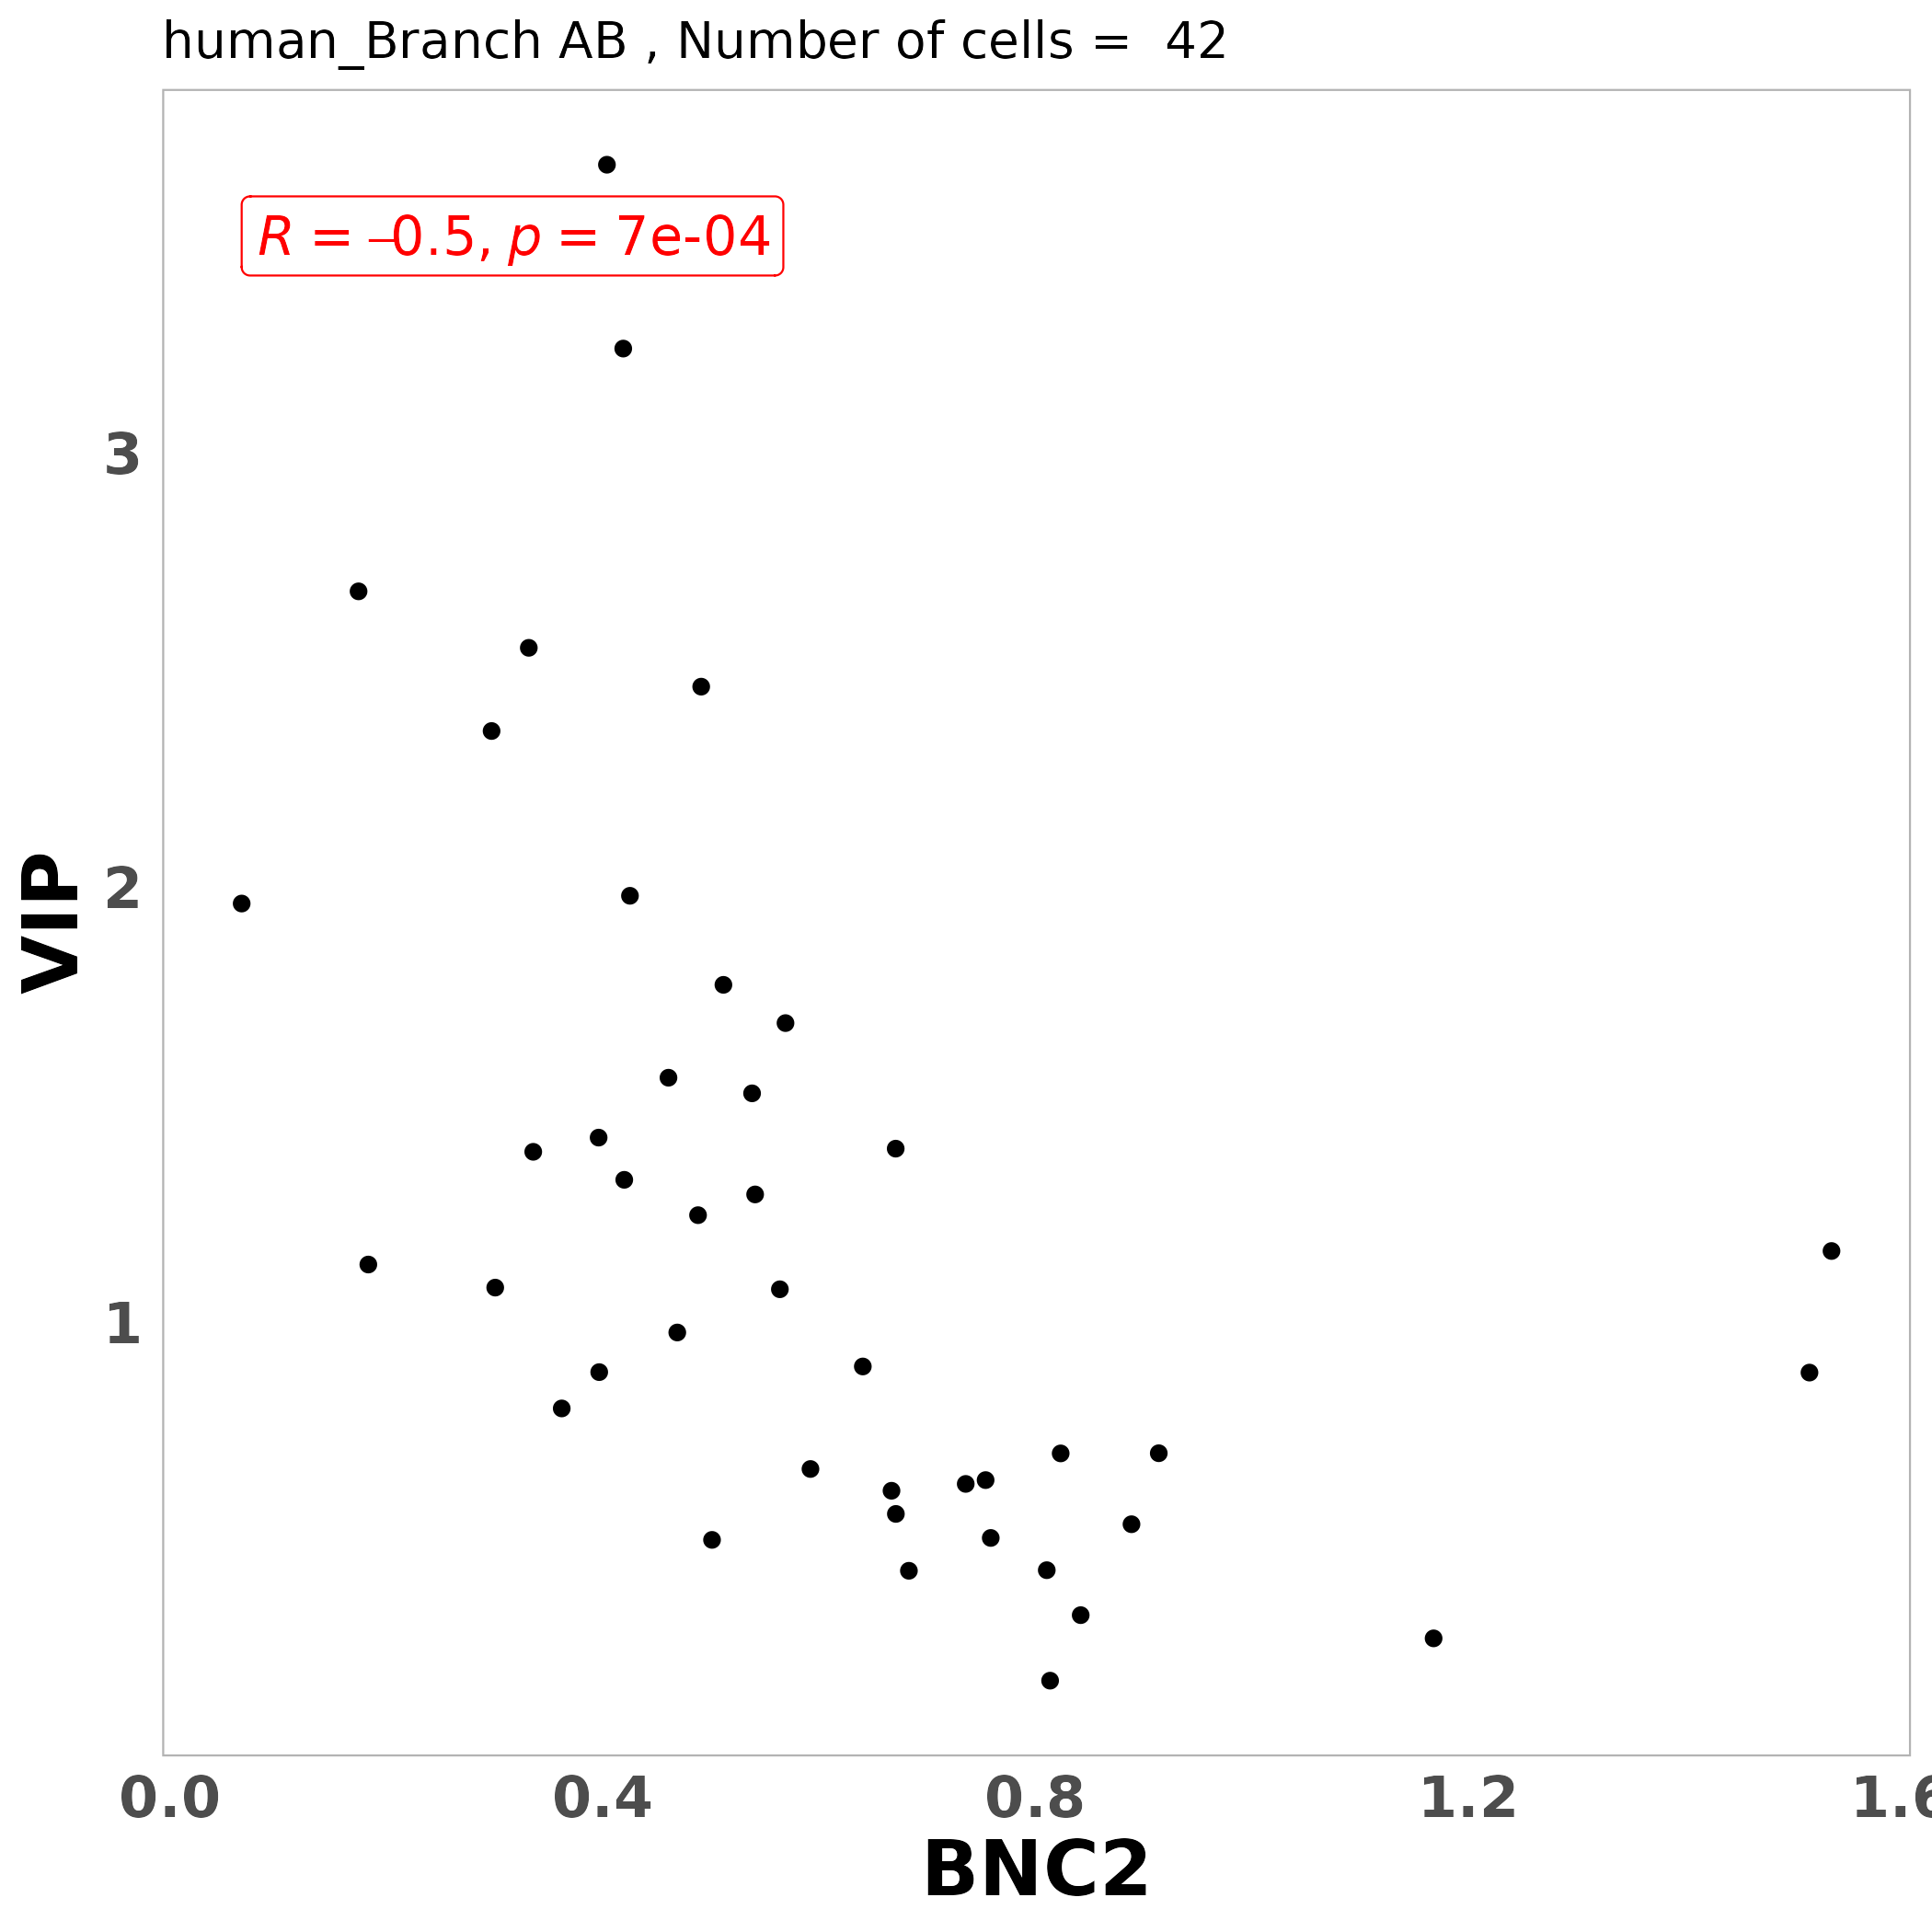 human_Branch AB , Number of cells =  42
R = –0.5, p = 7e-04
3
2
1
VIP
0.0 0.4 0.8 1.2
BNC2